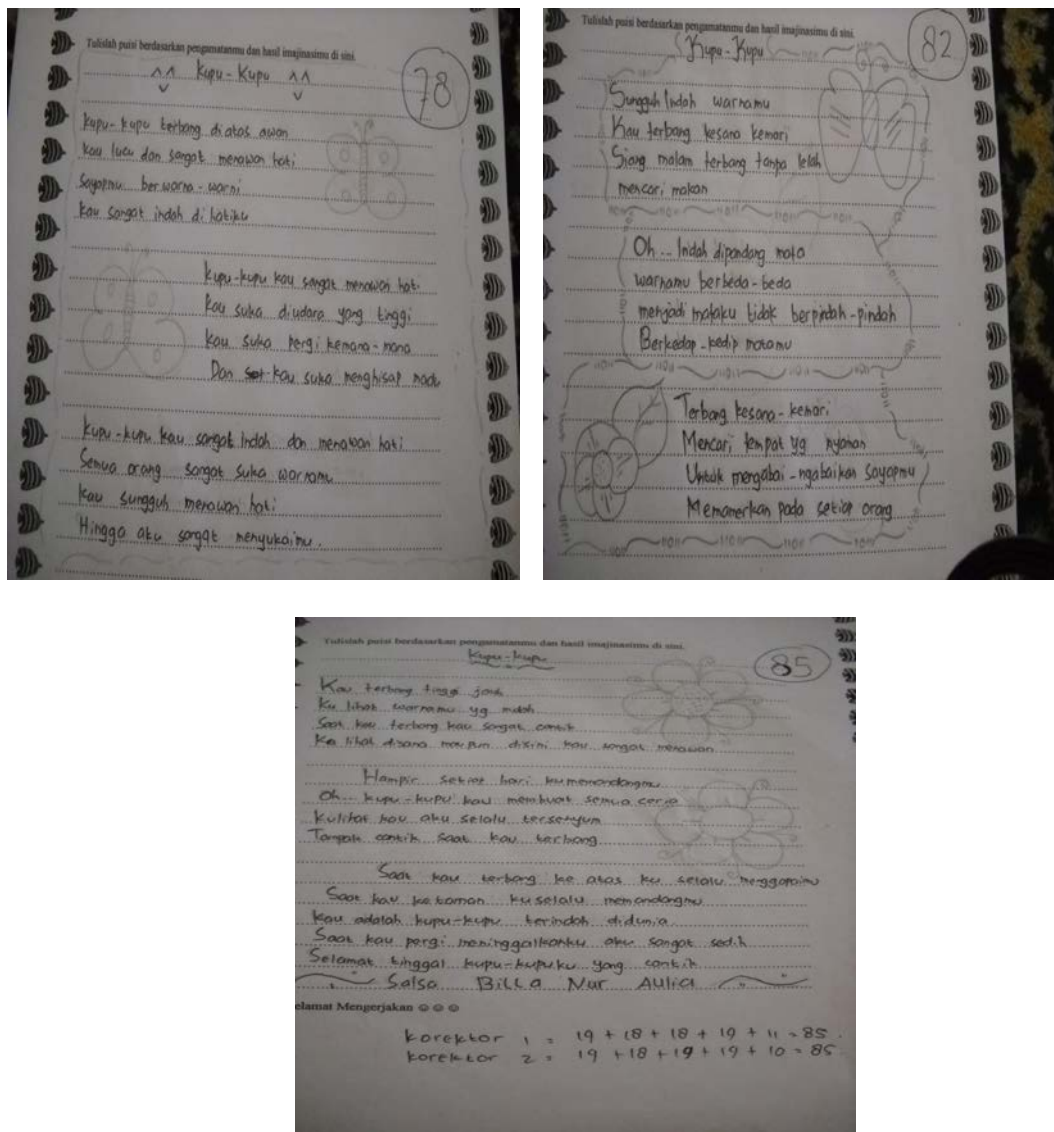 Tulislah puisi berdasarkan pengamatanmu dan hasil imajinasimu di sini.
^^ Kupu-Kupu ^^
78
Kupu-kupu terbang diatas awan
Kau lucu dan sangat menawan hati
Sayapmu berwarna-warni
Kau sangat indah di hatiku
Kupu-kupu kau sangat menawan hati
Kau suka diudara yang tinggi
Kau suka pergi kemana-mana
Dan kau suka menghisap madu
Kupu-kupu kau sangat indah dan menawan hati
Semua orang sangat suka warnamu
Kau sungguh menawan hati
Hingga aku sangat menyukaimu.
Tulislah puisi berdasarkan pengamatanmu dan hasil imajinasimu di sini.
Kupu-Kupu
82
Sungguh Indah warnamu
Kau terbang kesana kemari
Siang malam terbang tanpa lelah
mencari makan
Oh... Indah dipandang mata
warnamu berbeda-beda
menjadi mataku tidak berpindah-pindah
Berkedap-kedip matamu
Terbang kesana-kemari
Mencari tempat yg nyaman
Untuk mengabai-ngabaikan Sayapmu
Memamerkan pada setiap orang
Tulislah puisi berdasarkan pengamatanmu dan hasil imajinasimu di sini.
Kupu-kupu
85
Kau terbang tinggi jauh
Ku lihat warnamu yg indah
Saat kau terbang kau sangat cantik
Ku lihat disana maupun disini kau sangat menawan
Hampir setiap hari ku memandangmu
Oh... kupu-kupu kau membuat semua ceria
Kulihat kau aku selalu tersenyum
Tampak cantik saat kau terbang
Saat kau terbang ke atas ku selalu menggapaimu
Saat kau ke taman ku selalu memandangmu
Kau adalah kupu-kupu terindah didunia
Saat kau pergi meninggalkanku aku sangat sedih
Selamat tinggal kupu-kupuku yang cantik
Salsa Billa Nur Aulia
elamat Mengerjakan ☺☺☺
korektor 1 = 19 + 18 + 18 + 19 + 11 = 85
korektor 2 = 19 + 18 + 19 + 19 + 10 = 85